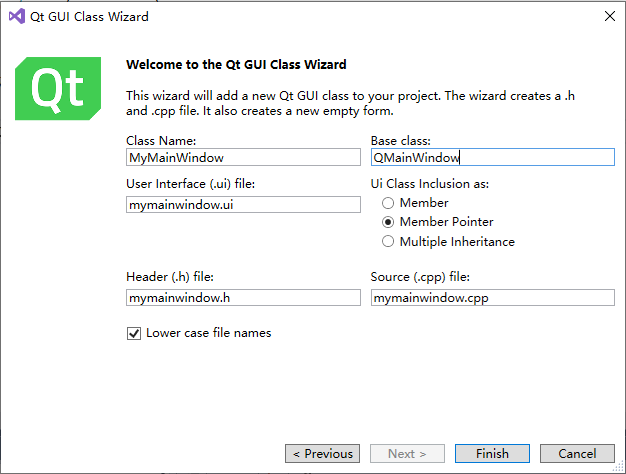 Qt GUI Class Wizard
Qt
Welcome to the Qt GUI Class Wizard
This wizard will add a new Qt GUI class to your project. The wizard creates a .h
and .cpp file. It also creates a new empty form.
Class Name:
Base class:
MyMainWindow
QMainWindow
User Interface (.ui) file:
Ui Class Inclusion as:
mymainwindow.ui
Member
Member Pointer
Multiple Inheritance
Header (.h) file:
Source (.cpp) file:
mymainwindow.h
mymainwindow.cpp
Lower case file names
< Previous
Next >
Finish
Cancel